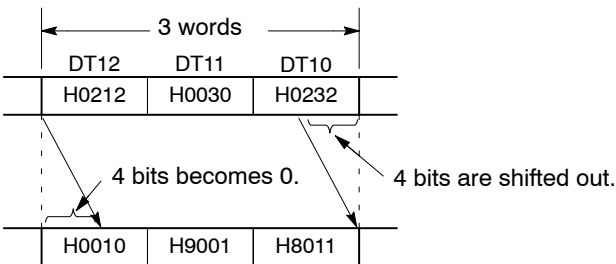 3 words
DT12 DT11 DT10
H0212 H0030 H0232
4 bits becomes 0.
4 bits are shifted out.
H0010 H9001 H8011